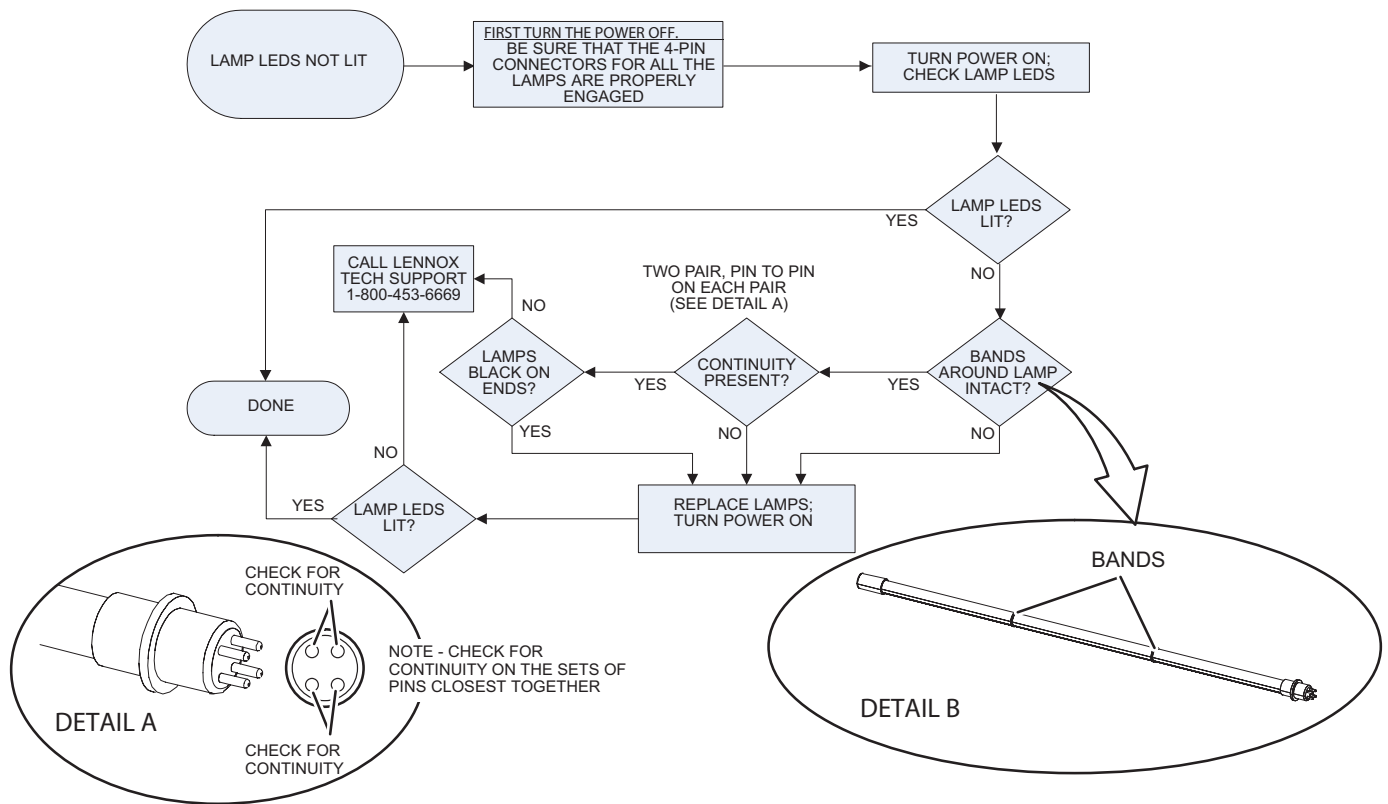 LAMP LEDS NOT LIT
FIRST TURN THE POWER OFF.
BE SURE THAT THE 4-PIN
CONNECTORS FOR ALL THE
LAMPS ARE PROPERLY
ENGAGED
TURN POWER ON;
CHECK LAMP LEDS
LAMP LEDS
LIT?
YES
NO
CALL LENNOX
TECH SUPPORT
1-800-453-6669
TWO PAIR, PIN TO PIN
ON EACH PAIR
(SEE DETAIL A)
NO
LAMPS
BLACK ON
ENDS?
YES
CONTINUITY
PRESENT?
YES
BANDS
AROUND LAMP
INTACT?
DONE
YES
NO
NO
NO
YES
LAMP LEDS
LIT?
REPLACE LAMPS;
TURN POWER ON
CHECK FOR
CONTINUITY
NOTE - CHECK FOR
CONTINUITY ON THE SETS OF
PINS CLOSEST TOGETHER
DETAIL A
CHECK FOR
CONTINUITY
BANDS
DETAIL B